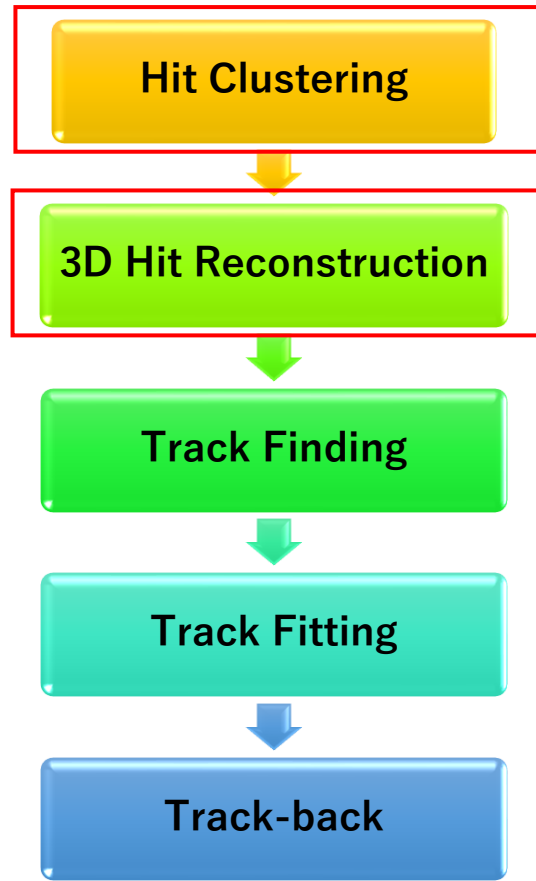 Hit Clustering
3D Hit Reconstruction
Track Finding
Track Fitting
Track-back